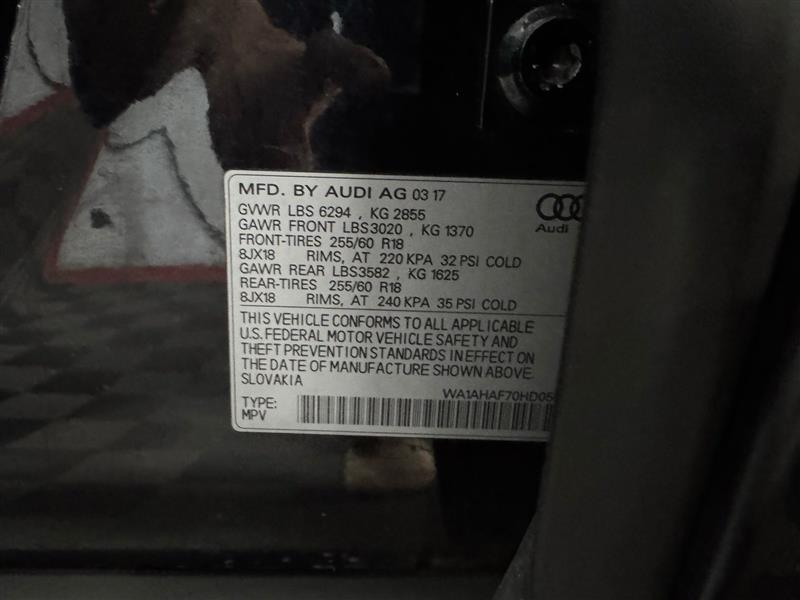 MFD. BY AUDI AG 03 17
GVWR LBS 6294 , KG 2855
GAWR FRONT LBS3020 , KG 1370
FRONT-TIRES 255/60 R18
8JX18 RIMS, AT 220 KPA 32 PSI COLD
GAWR REAR LBS3582 , KG 1625
REAR-TIRES 255/60 R18
8JX18 RIMS, AT 240 KPA 35 PSI COLD
Audi
THIS VEHICLE CONFORMS TO ALL APPLICABLE
U.S. FEDERAL MOTOR VEHICLE SAFETY AND
THEFT PREVENTION STANDARDS IN EFFECT ON
THE DATE OF MANUFACTURE SHOWN ABOVE.
SLOVAKIA
WA1AHAF70HD05
TYPE:
MPV